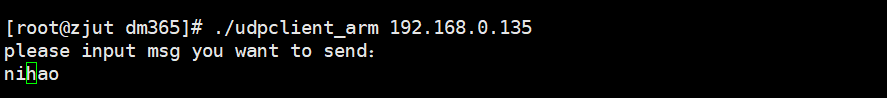 [root@zjut dm365]# ./udpclient_arm 192.168.0.135
please input msg you want to send：
nihao